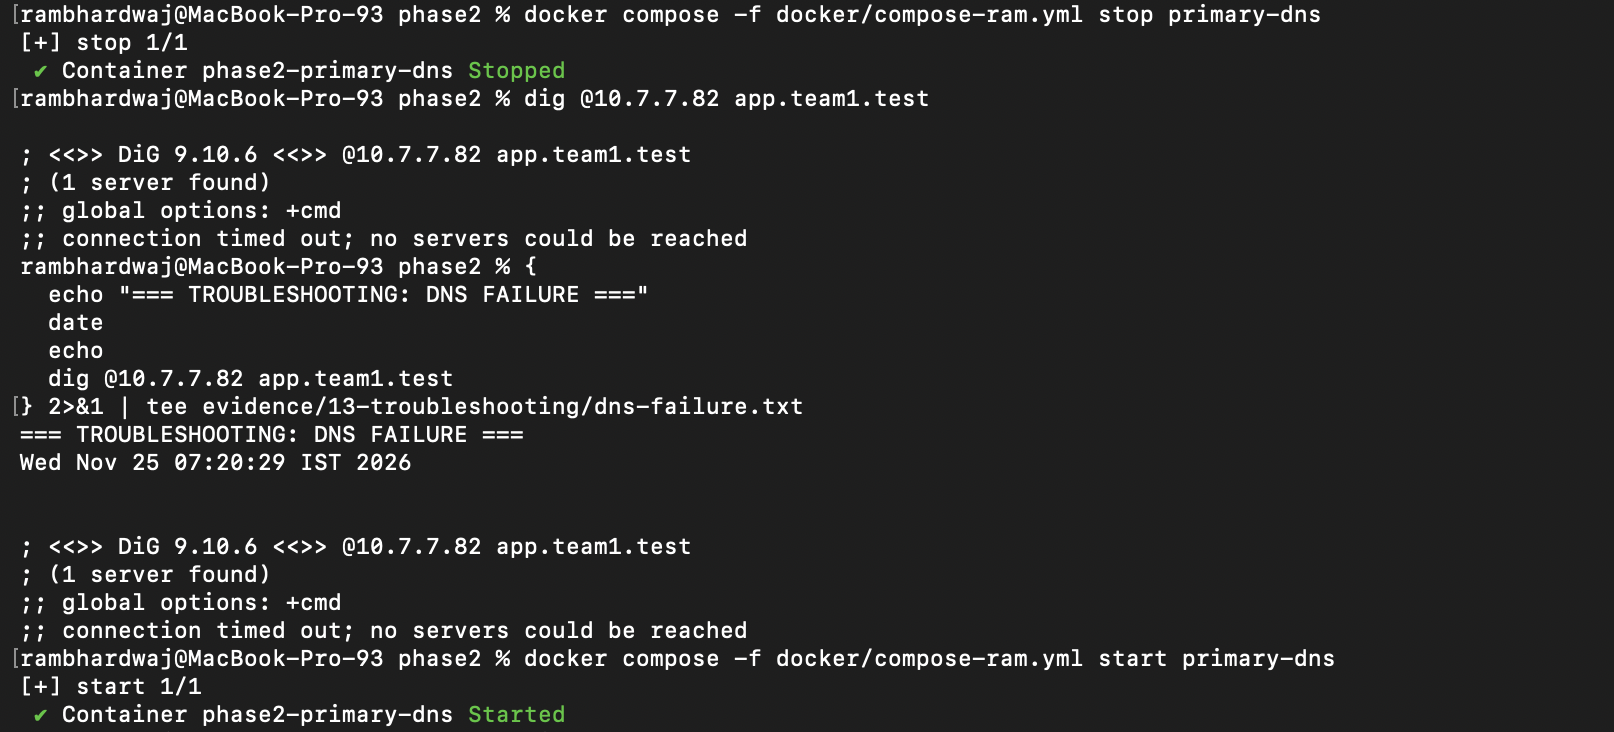 [rambhardwaj@MacBook-Pro-93 phase2 % docker compose -f docker/compose-ram.yml stop primary-dns
[+] stop 1/1
 ✔ Container phase2-primary-dns Stopped
[rambhardwaj@MacBook-Pro-93 phase2 % dig @10.7.7.82 app.team1.test

; <<>> DiG 9.10.6 <<>> @10.7.7.82 app.team1.test
; (1 server found)
;; global options: +cmd
;; connection timed out; no servers could be reached
rambhardwaj@MacBook-Pro-93 phase2 % {
  echo "=== TROUBLESHOOTING: DNS FAILURE ==="
  date
  echo
  dig @10.7.7.82 app.team1.test
[} 2>&1 | tee evidence/13-troubleshooting/dns-failure.txt
=== TROUBLESHOOTING: DNS FAILURE ===
Wed Nov 25 07:20:29 IST 2026


; <<>> DiG 9.10.6 <<>> @10.7.7.82 app.team1.test
; (1 server found)
;; global options: +cmd
;; connection timed out; no servers could be reached
[rambhardwaj@MacBook-Pro-93 phase2 % docker compose -f docker/compose-ram.yml start primary-dns
[+] start 1/1
 ✔ Container phase2-primary-dns Started